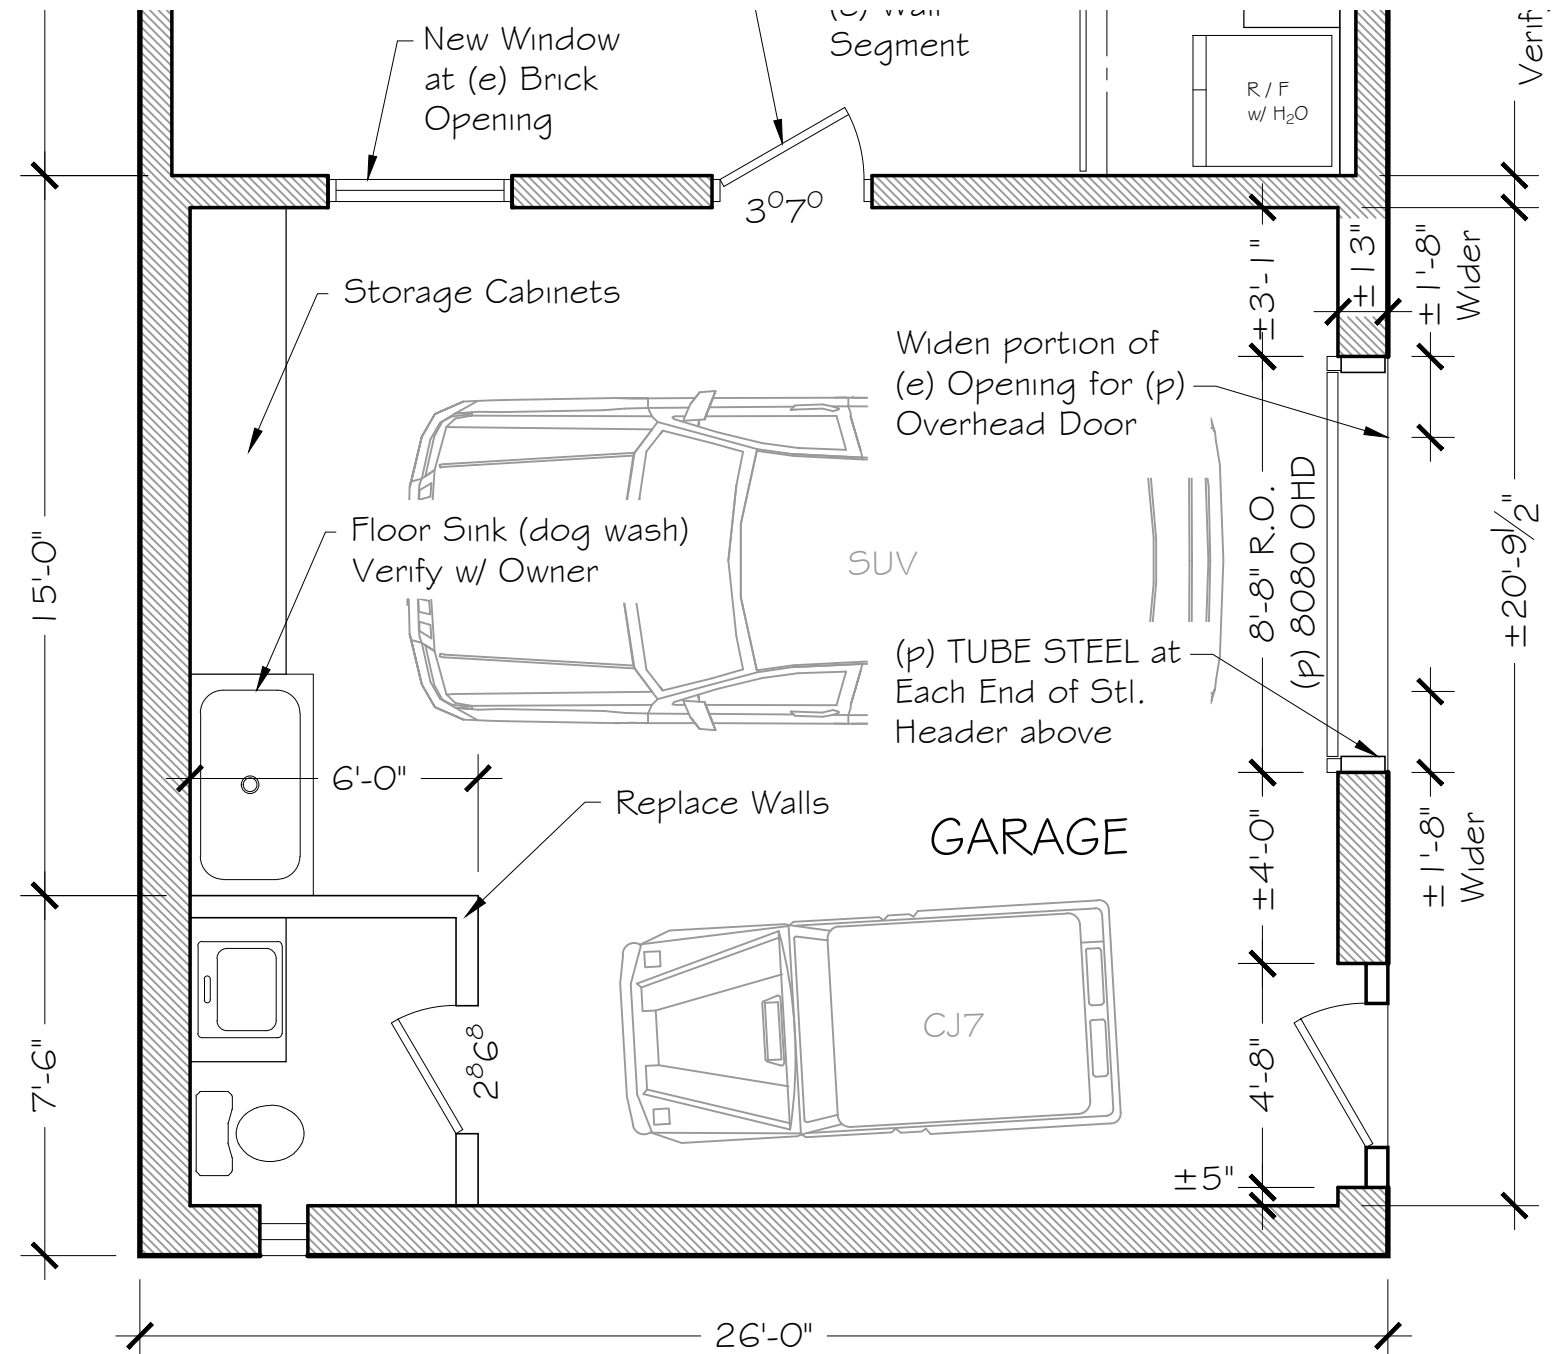 New Window
at (e) Brick
Opening
(e) Wall
Segment
R / F
w/ H₂O
Verif
3⁰7⁰
Storage Cabinets
±3'-1"
±13"
±1'-8"
Wider
Widen portion of
(e) Opening for (p)
Overhead Door
15'-0"
Floor Sink (dog wash)
Verify w/ Owner
SUV
8'-8" R.O.
(p) 8080 OHD
±20'-9½"
(p) TUBE STEEL at
Each End of Stl.
Header above
6'-0"
Replace Walls
GARAGE
±4'-0"
±1'-8"
Wider
7'-6"
2⁸6⁸
CJ7
4'-8"
±5"
26'-0"